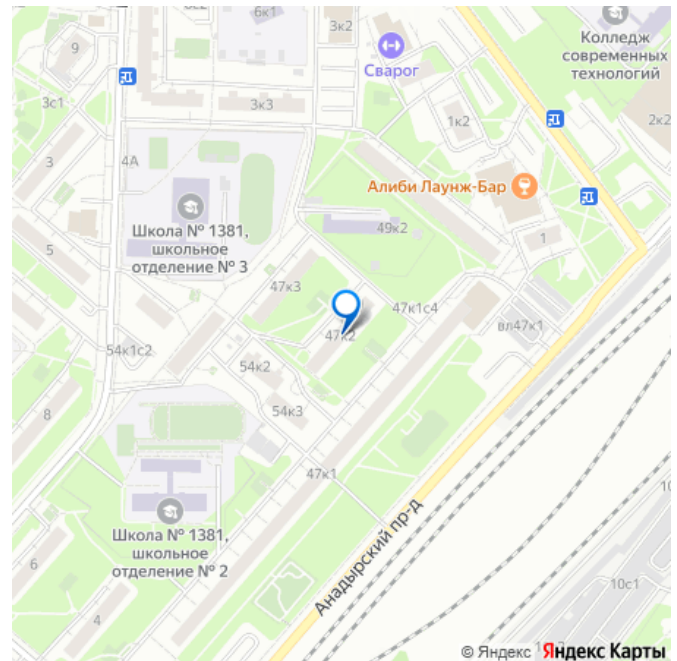 6к2
6к1
3к2
Колледж
современных
технологий
9
Сварог
3с1
3к3
1к2
2к2
3
4А
Алиби Лаунж-Бар
Школа № 1381,
школьное
отделение № 3
49к2
1
5
47к3
47к1с4
вл47к1
47к2
54к1с2
54к2
54к3
8
47к1
Школа № 1381,
школьное
отделение № 2
Анадырский пр-д
6
4
10с1
© Яндекс Яндекс Карты